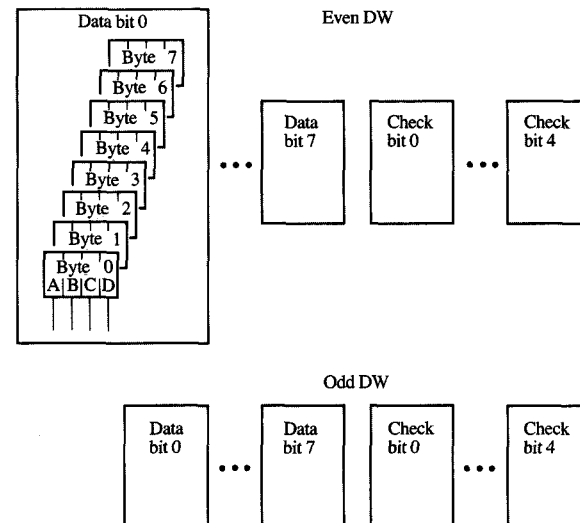 Data bit 0
Even DW
Byte 7
Byte 6
Byte 5
Byte 4
Byte 3
Byte 2
Byte 1
Byte 0
A B C D
•••
Data
bit 7
Check
bit 0
•••
Check
bit 4
Odd DW
Data
bit 0
•••
Data
bit 7
Check
bit 0
•••
Check
bit 4